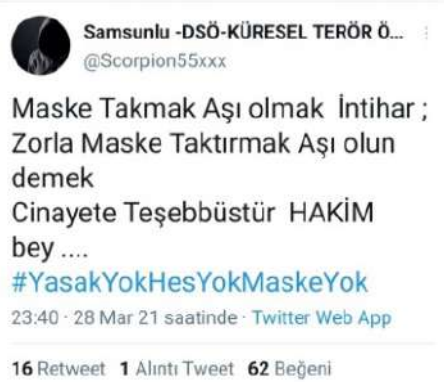 Samsunlu -DSÖ-KÜRESEL TERÖR Ö...
@Scorpion55xxx
Maske Takmak Aşı olmak İntihar ;
Zorla Maske Taktırmak Aşı olun
demek
Cinayete Teşebbüstür HAKİM
bey ....
#YasakYokHesYokMaskeYok
23:40 · 28 Mar 21 saatinde · Twitter Web App
16 Retweet 1 Alıntı Tweet 62 Beğeni